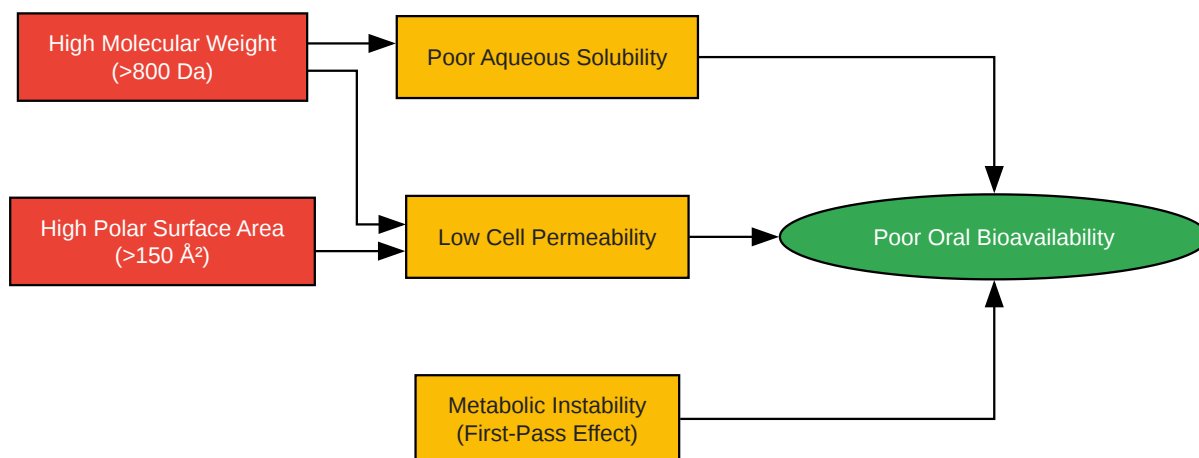 High Molecular Weight
(>800 Da)
Poor Aqueous Solubility
High Polar Surface Area
(>150 Å²)
Low Cell Permeability
Poor Oral Bioavailability
Metabolic Instability
(First-Pass Effect)